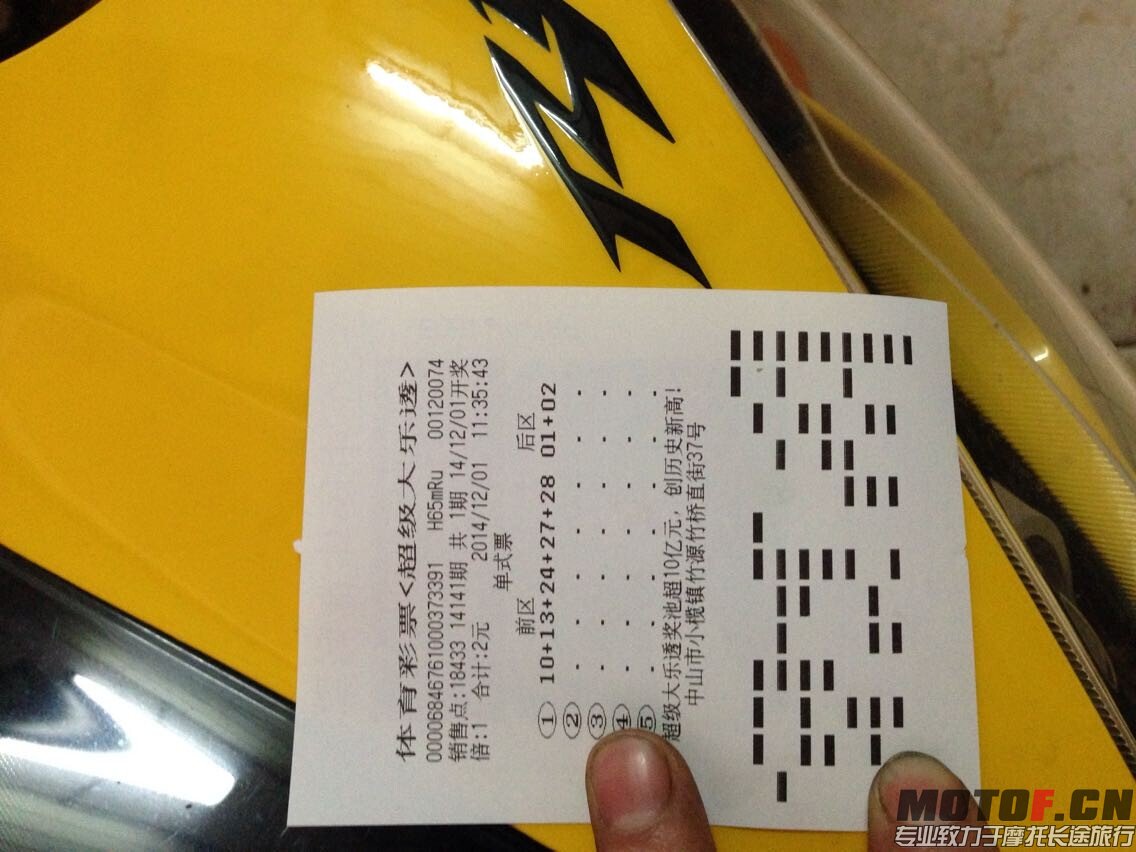 体育彩票<超级大乐透>
000068467610000373391 H65mRu 00120074
销售点:18433 14141期 共 1期 14/12/01开奖
倍:1 合计:2元 2014/12/01 11:35:43
单式票
前区 后区
① 10+13+24+27+28 01+02
②
③
④
⑤
超级大乐透奖池超10亿元，创历史新高!
中山市小榄镇竹源竹桥直街37号
MOTOF.CN
专业致力于摩托长途旅行